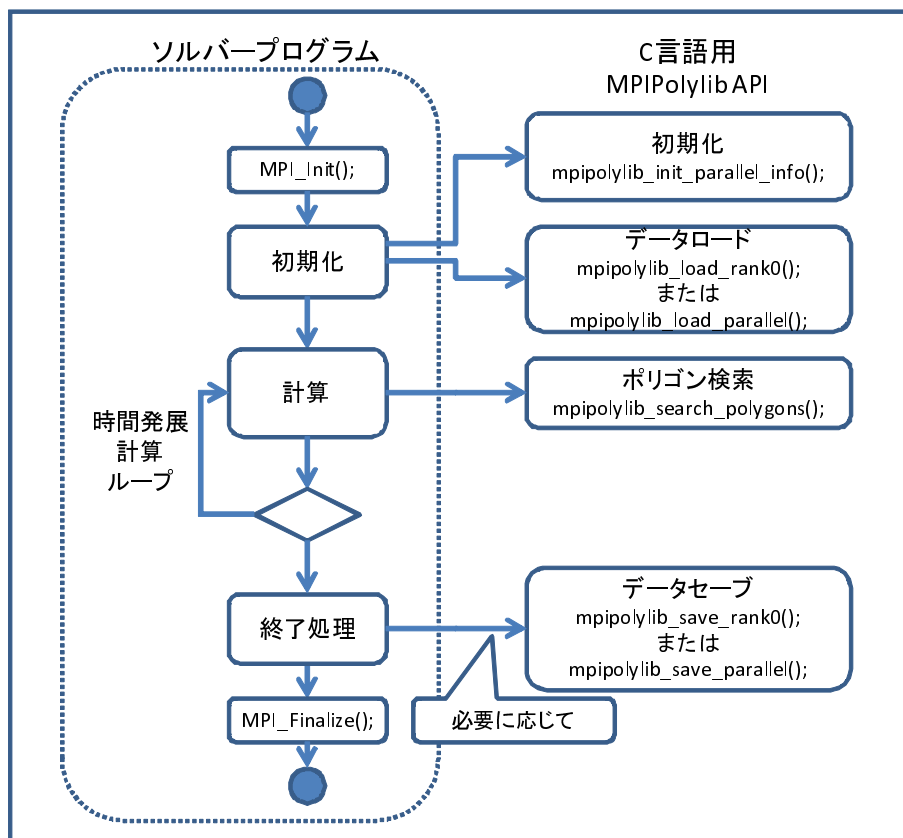 ソルバープログラム
C言語用
MPIPolylib API
MPI_Init();
初期化
mpipolylib_init_parallel_info();
初期化
データロード
mpipolylib_load_rank0();
または
mpipolylib_load_parallel();
計算
ポリゴン検索
mpipolylib_search_polygons();
時間発展
計算
ループ
終了処理
データセーブ
mpipolylib_save_rank0();
または
mpipolylib_save_parallel();
MPI_Finalize();
必要に応じて